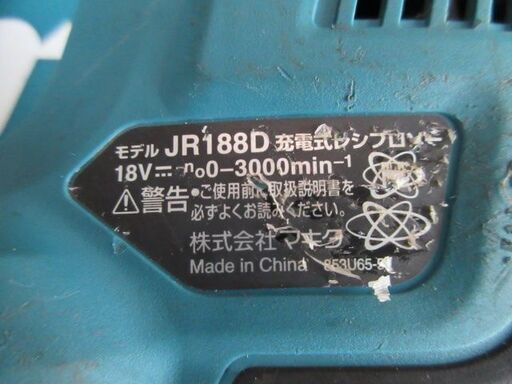 モデル JR188D 充電式レシプロソー
18V⎓ n₀0-3000min⁻¹
⚠警告 ●ご使用前に取扱説明書を
必ずよくお読みください。
株式会社マキタ
Made in China 853U65-